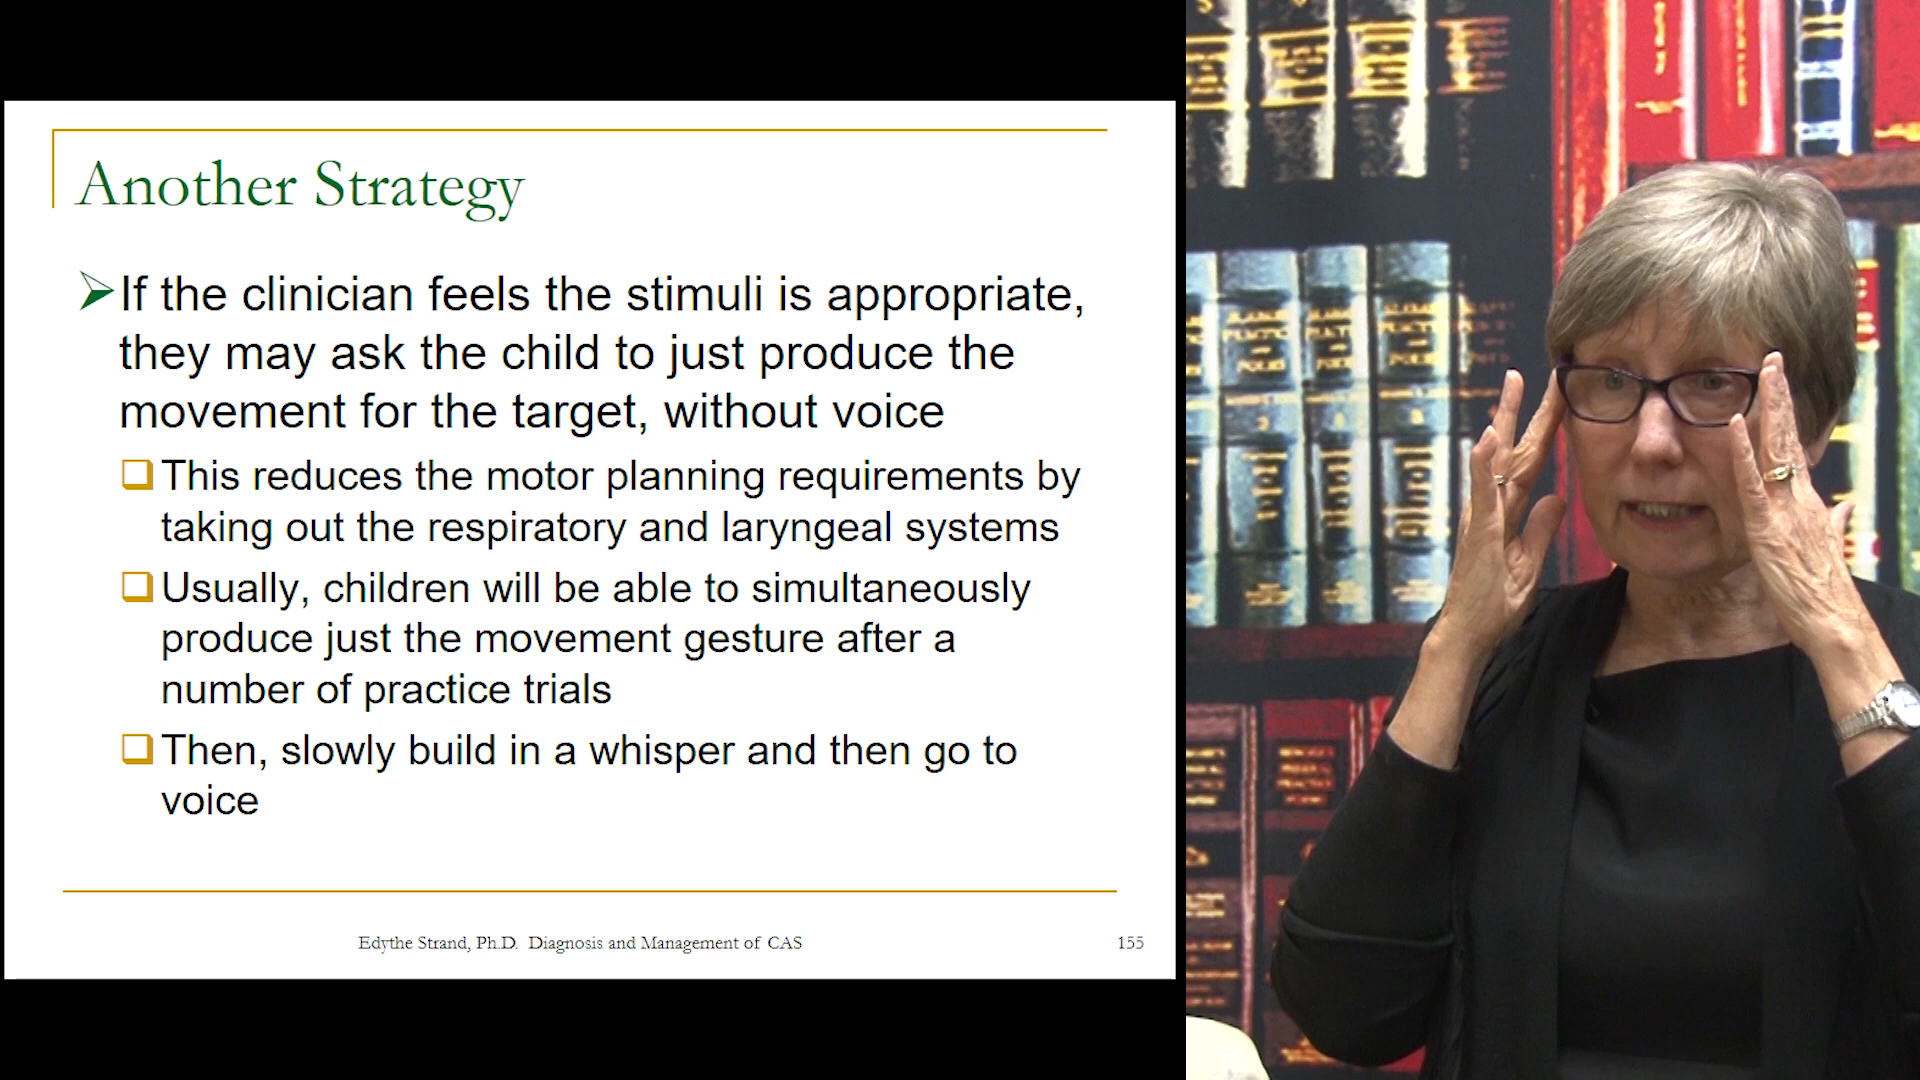 Another Strategy
If the clinician feels the stimuli is appropriate,
they may ask the child to just produce the
movement for the target, without voice
This reduces the motor planning requirements by
taking out the respiratory and laryngeal systems
Usually, children will be able to simultaneously
produce just the movement gesture after a
number of practice trials
Then, slowly build in a whisper and then go to
voice
Edythe Strand, Ph.D. Diagnosis and Management of CAS
155